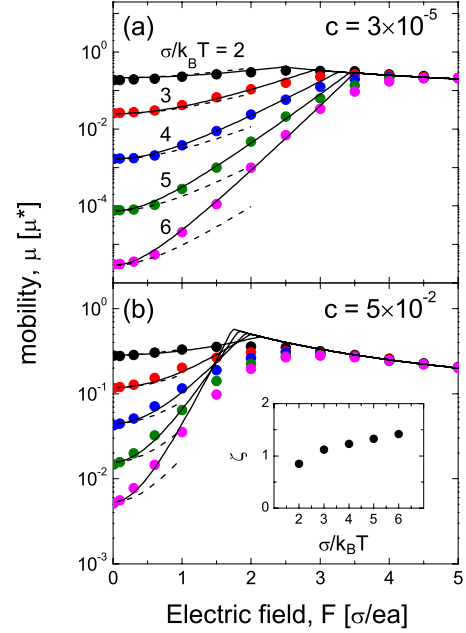 (a)
c = 3×10⁻⁵
σ/k_BT = 2
3
4
5
6
10⁰
10⁻²
10⁻⁴
mobility, μ [μ*]
(b)
c = 5×10⁻²
10⁰
10⁻¹
10⁻²
10⁻³
2
1
0
ζ
2 3 4 5 6
σ/k_BT
0 1 2 3 4 5
Electric field, F [σ/ea]